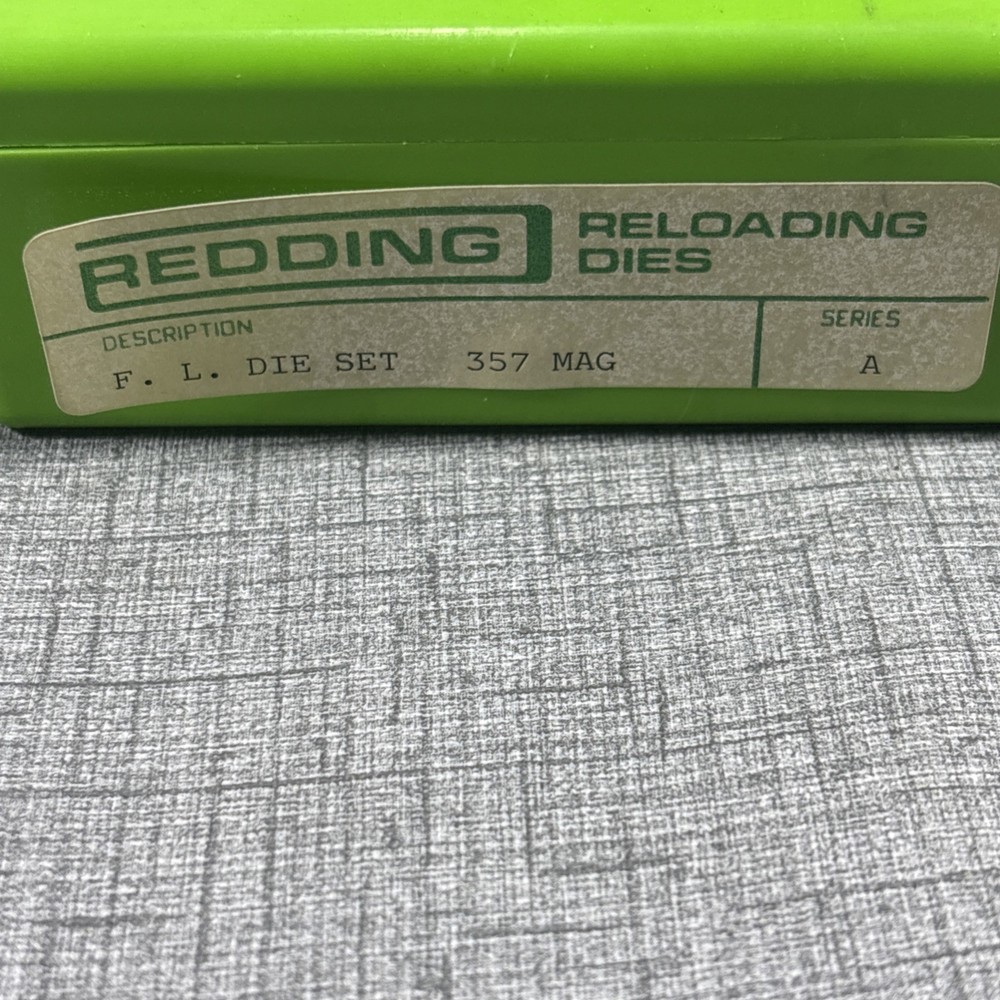 REDDING
RELOADING
DIES
DESCRIPTION
F. L. DIE SET 357 MAG
SERIES
A